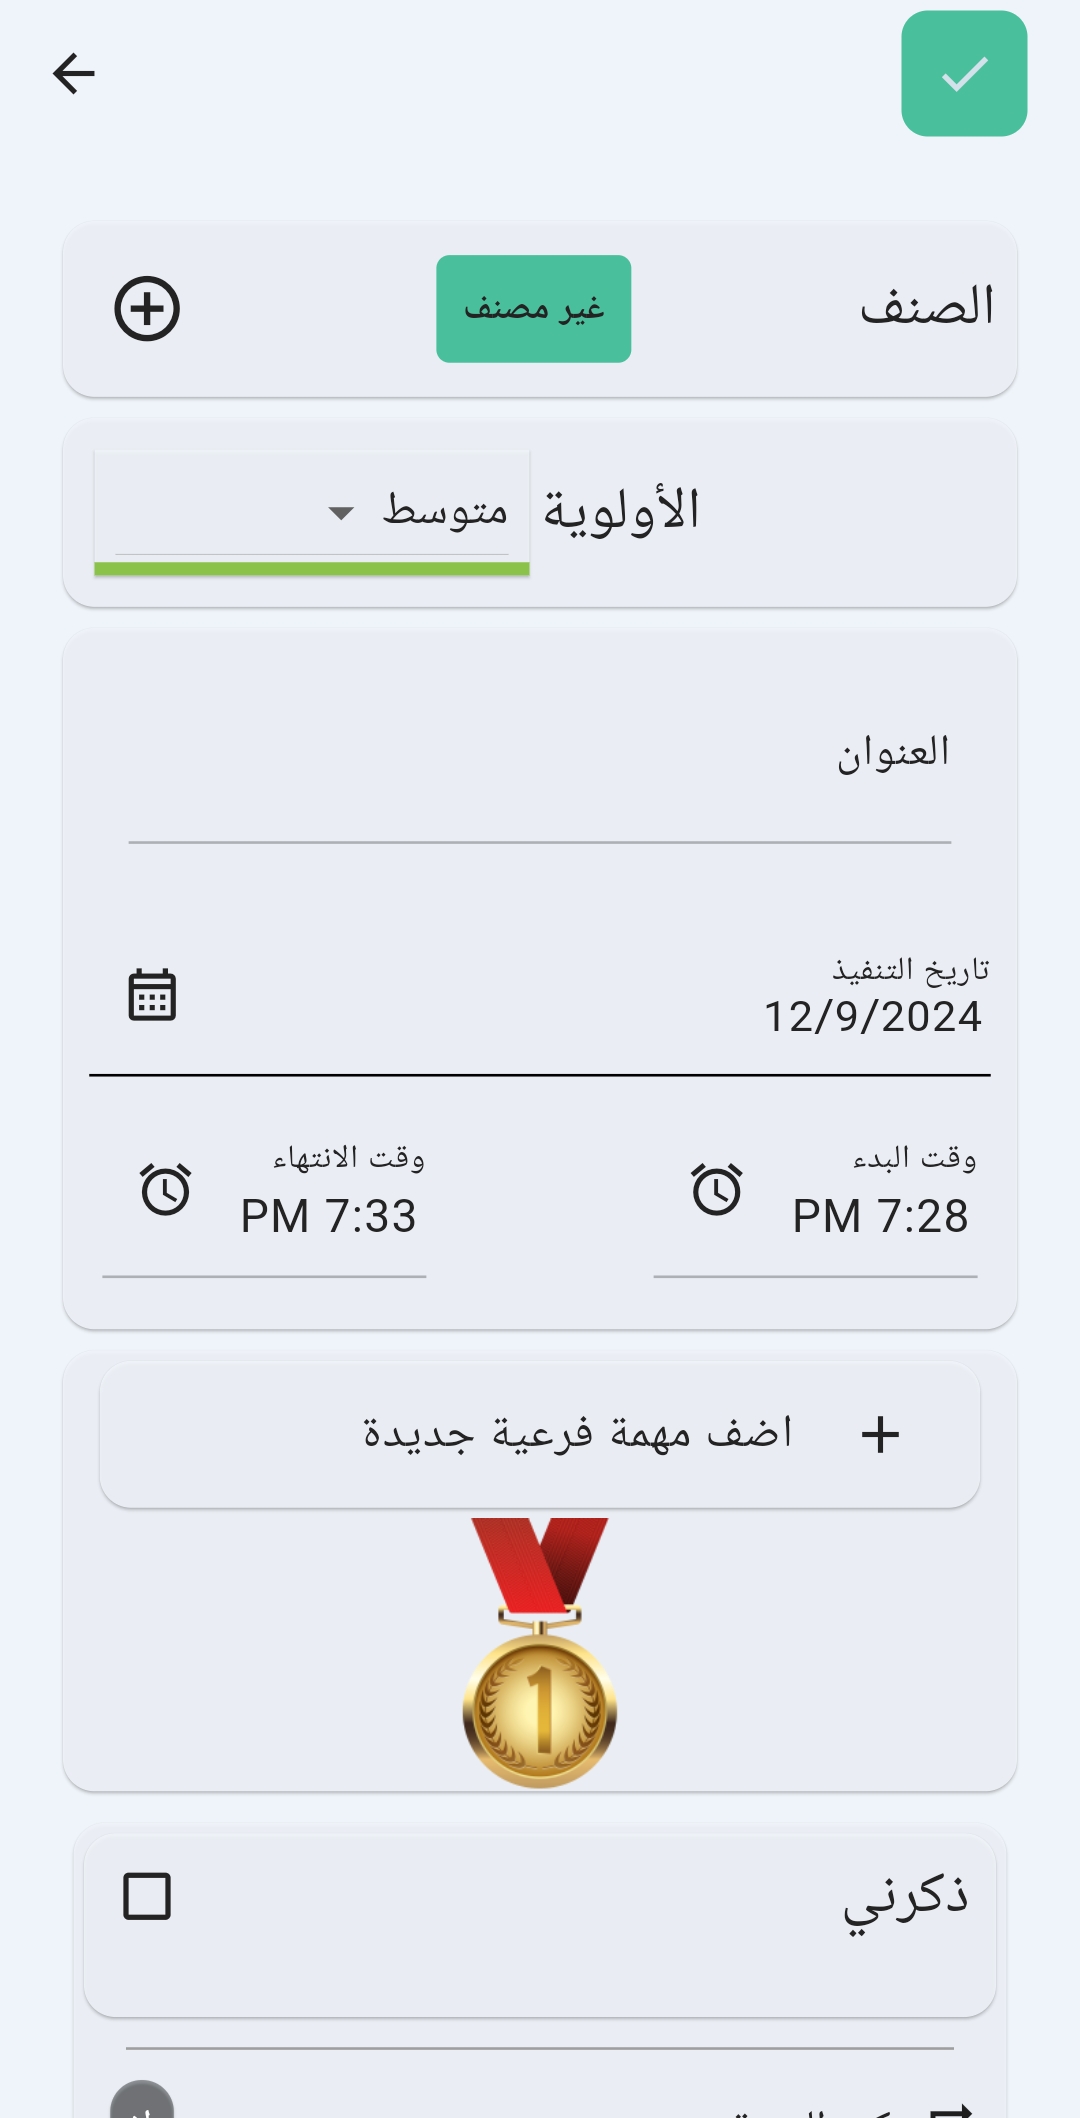 الصنف
غير مصنف
الأولوية
متوسط
العنوان
تاريخ التنفيذ
12/9/2024
وقت البدء
PM 7:28
وقت الانتهاء
PM 7:33
اضف مهمة فرعية جديدة
1
ذكرني